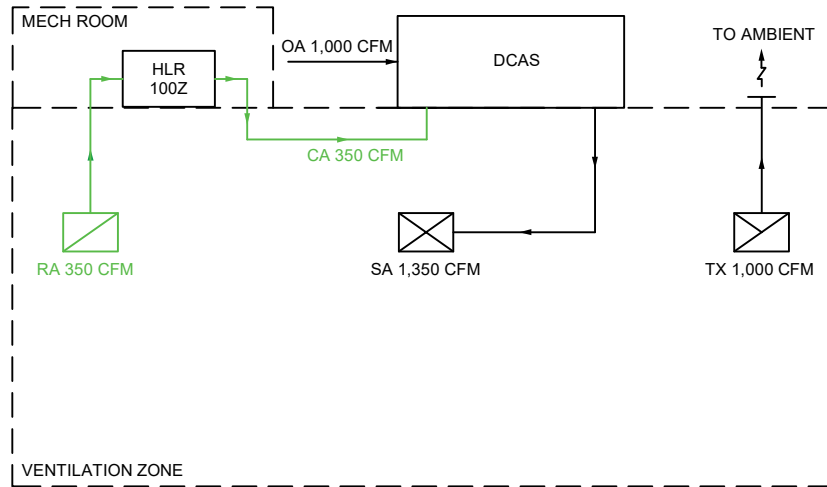 MECH ROOM
HLR
100Z
OA 1,000 CFM
DCAS
TO AMBIENT
CA 350 CFM
RA 350 CFM
SA 1,350 CFM
TX 1,000 CFM
VENTILATION ZONE